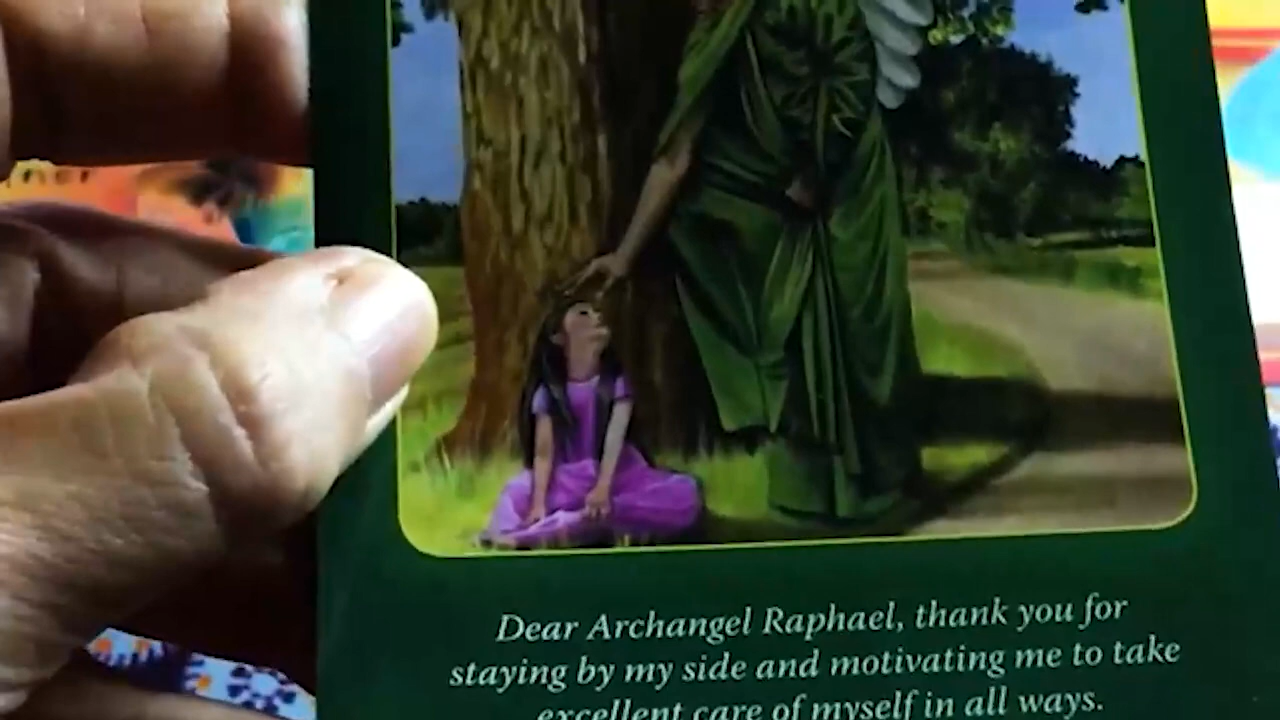 Dear Archangel Raphael, thank you for
staying by my side and motivating me to take
excellent care of myself in all ways.